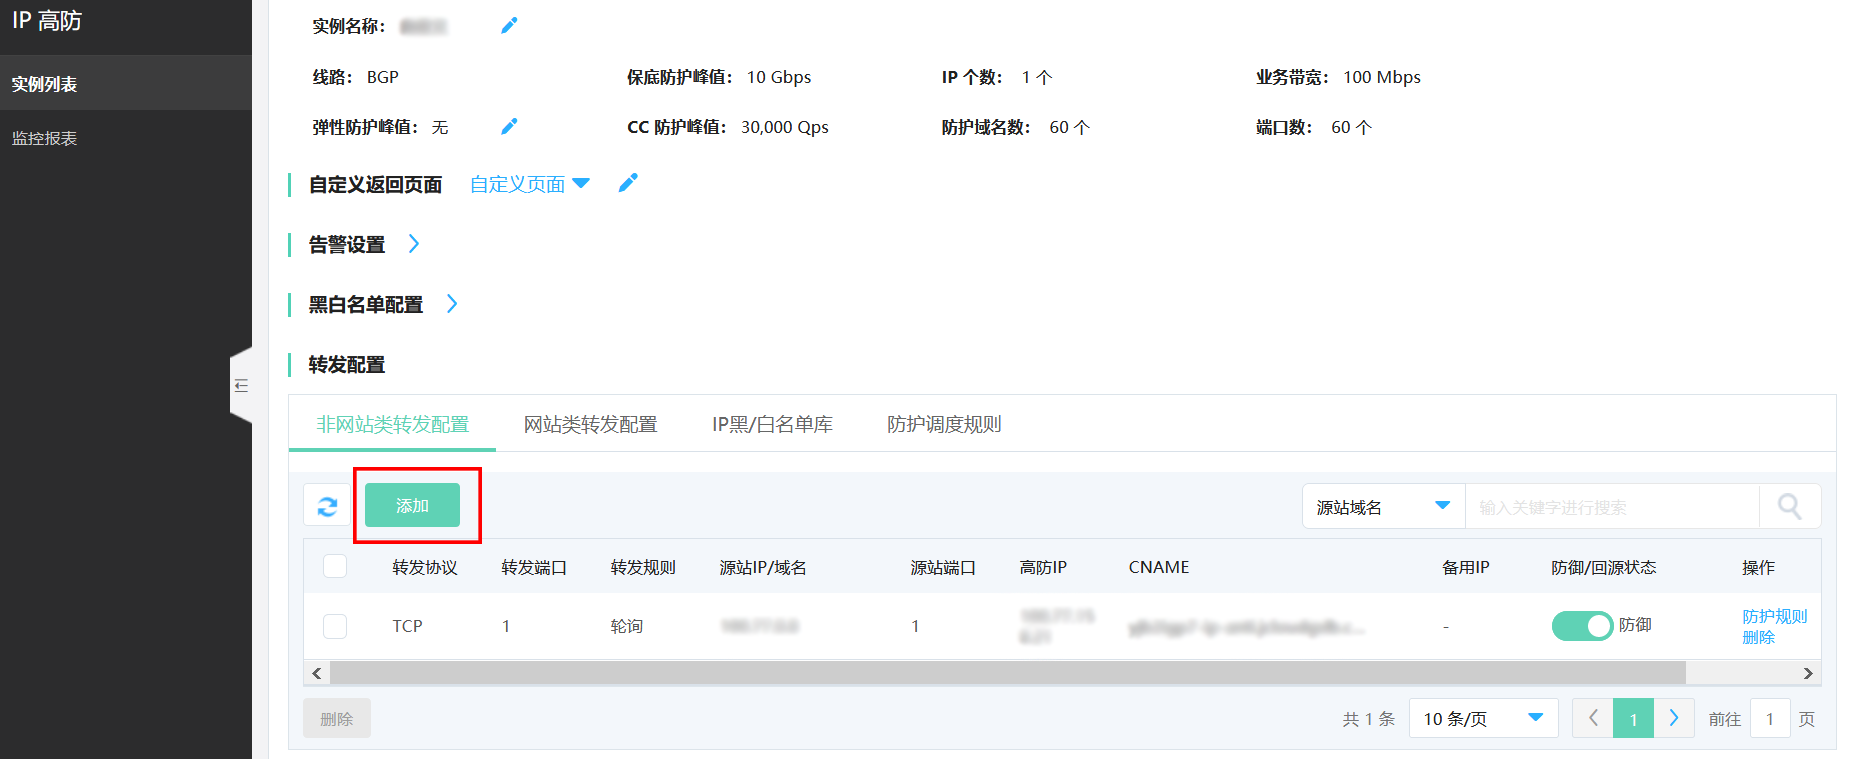 IP 高防
实例列表
监控报表
实例名称：
线路： BGP 保底防护峰值： 10 Gbps IP 个数： 1 个 业务带宽： 100 Mbps
弹性防护峰值： 无 CC 防护峰值： 30,000 Qps 防护域名数： 60 个 端口数： 60 个
自定义返回页面 自定义页面
告警设置
黑白名单配置
转发配置
非网站类转发配置 网站类转发配置 IP黑/白名单库 防护调度规则
添加 源站域名 输入关键字进行搜索
转发协议 转发端口 转发规则 源站IP/域名 源站端口 高防IP CNAME 备用IP 防御/回源状态 操作
TCP 1 轮询 1 - 防御 防护规则
删除
删除 共 1 条 10 条/页 1 前往 1 页